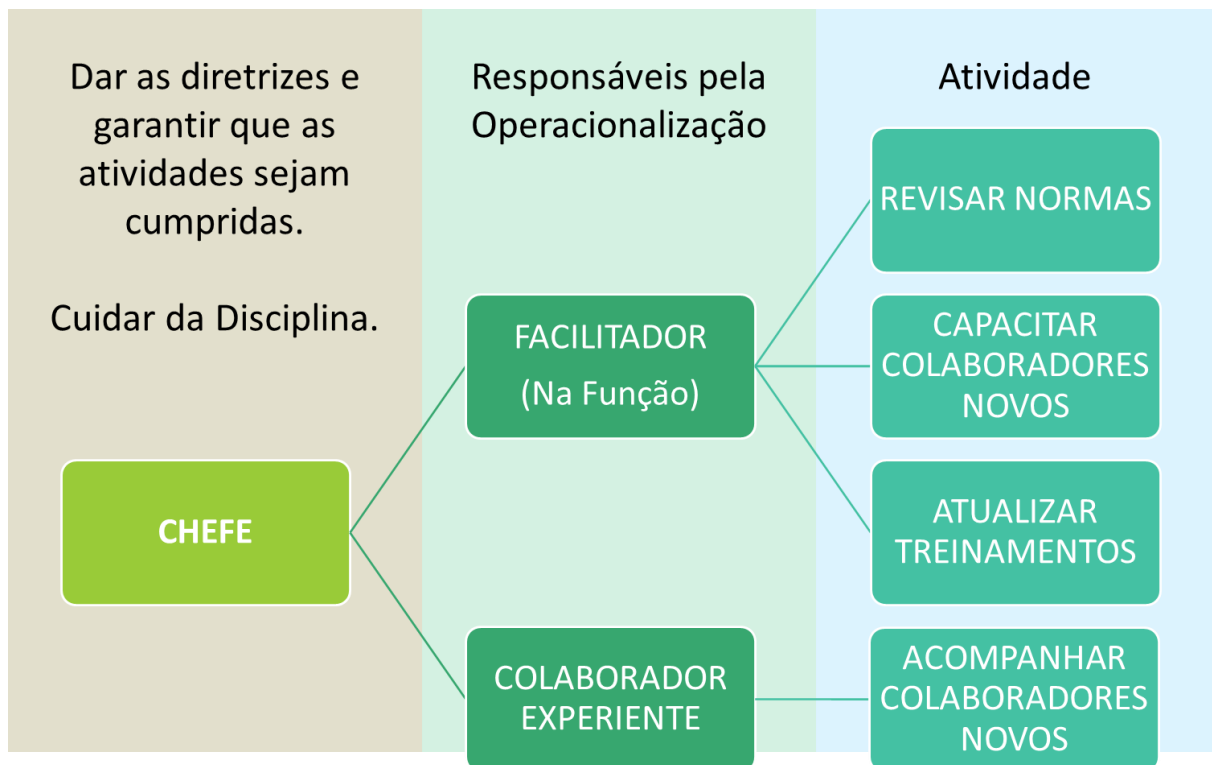 Dar as diretrizes e
garantir que as
atividades sejam
cumpridas.
Cuidar da Disciplina.
CHEFE
Responsáveis pela
Operacionalização
FACILITADOR
(Na Função)
COLABORADOR
EXPERIENTE
Atividade
REVISAR NORMAS
CAPACITAR
COLABORADORES
NOVOS
ATUALIZAR
TREINAMENTOS
ACOMPANHAR
COLABORADORES
NOVOS